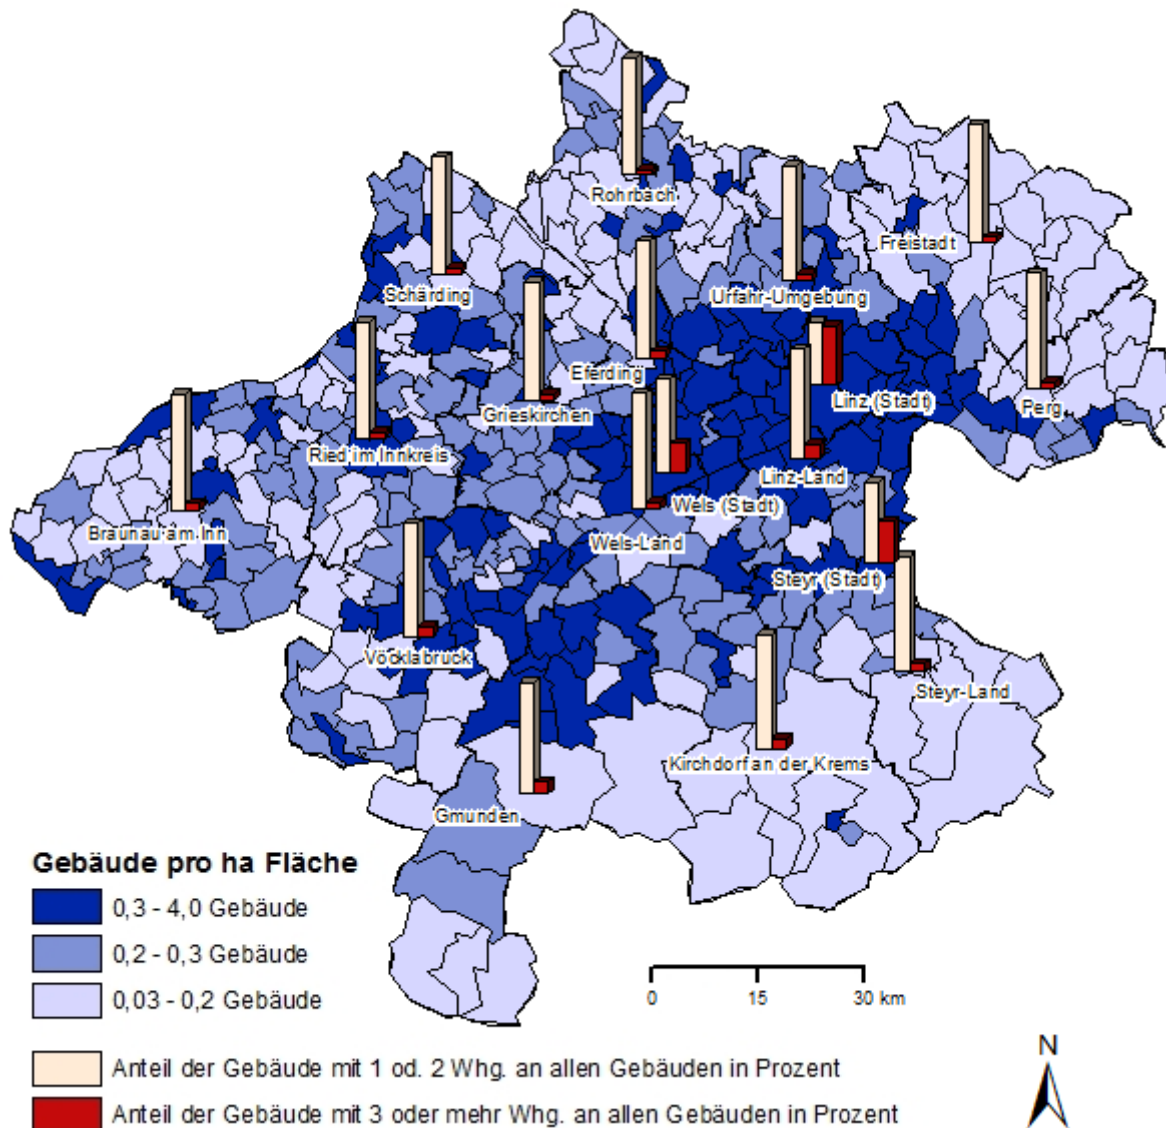 Rohrbach
Freistadt
Schärding
Urfahr-Umgebung
Eferding
Grieskirchen
Linz (Stadt)
Perg
Ried im Innkreis
Linz-Land
Wels (Stadt)
Braunau am Inn
Wels-Land
Steyr (Stadt)
Vöcklabruck
Steyr-Land
Kirchdorf an der Krems
Gmunden
Gebäude pro ha Fläche
0,3 - 4,0 Gebäude
0,2 - 0,3 Gebäude
0,03 - 0,2 Gebäude
0 15 30 km
N
Anteil der Gebäude mit 1 od. 2 Whg. an allen Gebäuden in Prozent
Anteil der Gebäude mit 3 oder mehr Whg. an allen Gebäuden in Prozent